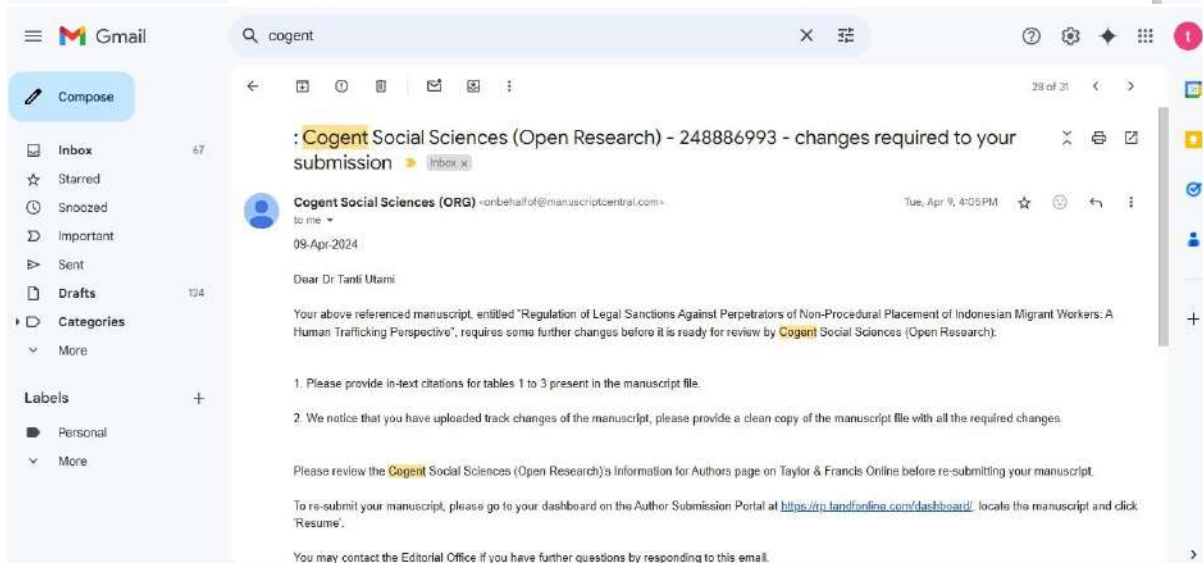 Gmail
cogent
Compose
28 of 31
Inbox 67
Starred
Snoozed
Important
Sent
Drafts 124
Categories
More
Labels
Personal
More
: Cogent Social Sciences (Open Research) - 248886993 - changes required to your
submission Inbox x
Cogent Social Sciences (ORG) <onbehalfof@manuscriptcentral.com> Tue, Apr 9, 4:05 PM
to me
09-Apr-2024
Dear Dr Tanti Utami
Your above referenced manuscript, entitled "Regulation of Legal Sanctions Against Perpetrators of Non-Procedural Placement of Indonesian Migrant Workers: A
Human Trafficking Perspective", requires some further changes before it is ready for review by Cogent Social Sciences (Open Research):
1. Please provide in-text citations for tables 1 to 3 present in the manuscript file.
2. We notice that you have uploaded track changes of the manuscript, please provide a clean copy of the manuscript file with all the required changes.
Please review the Cogent Social Sciences (Open Research)'s Information for Authors page on Taylor & Francis Online before re-submitting your manuscript.
To re-submit your manuscript, please go to your dashboard on the Author Submission Portal at https://rp.tandfonline.com/dashboard/, locate the manuscript and click
'Resume'.
You may contact the Editorial Office if you have further questions by responding to this email.
t